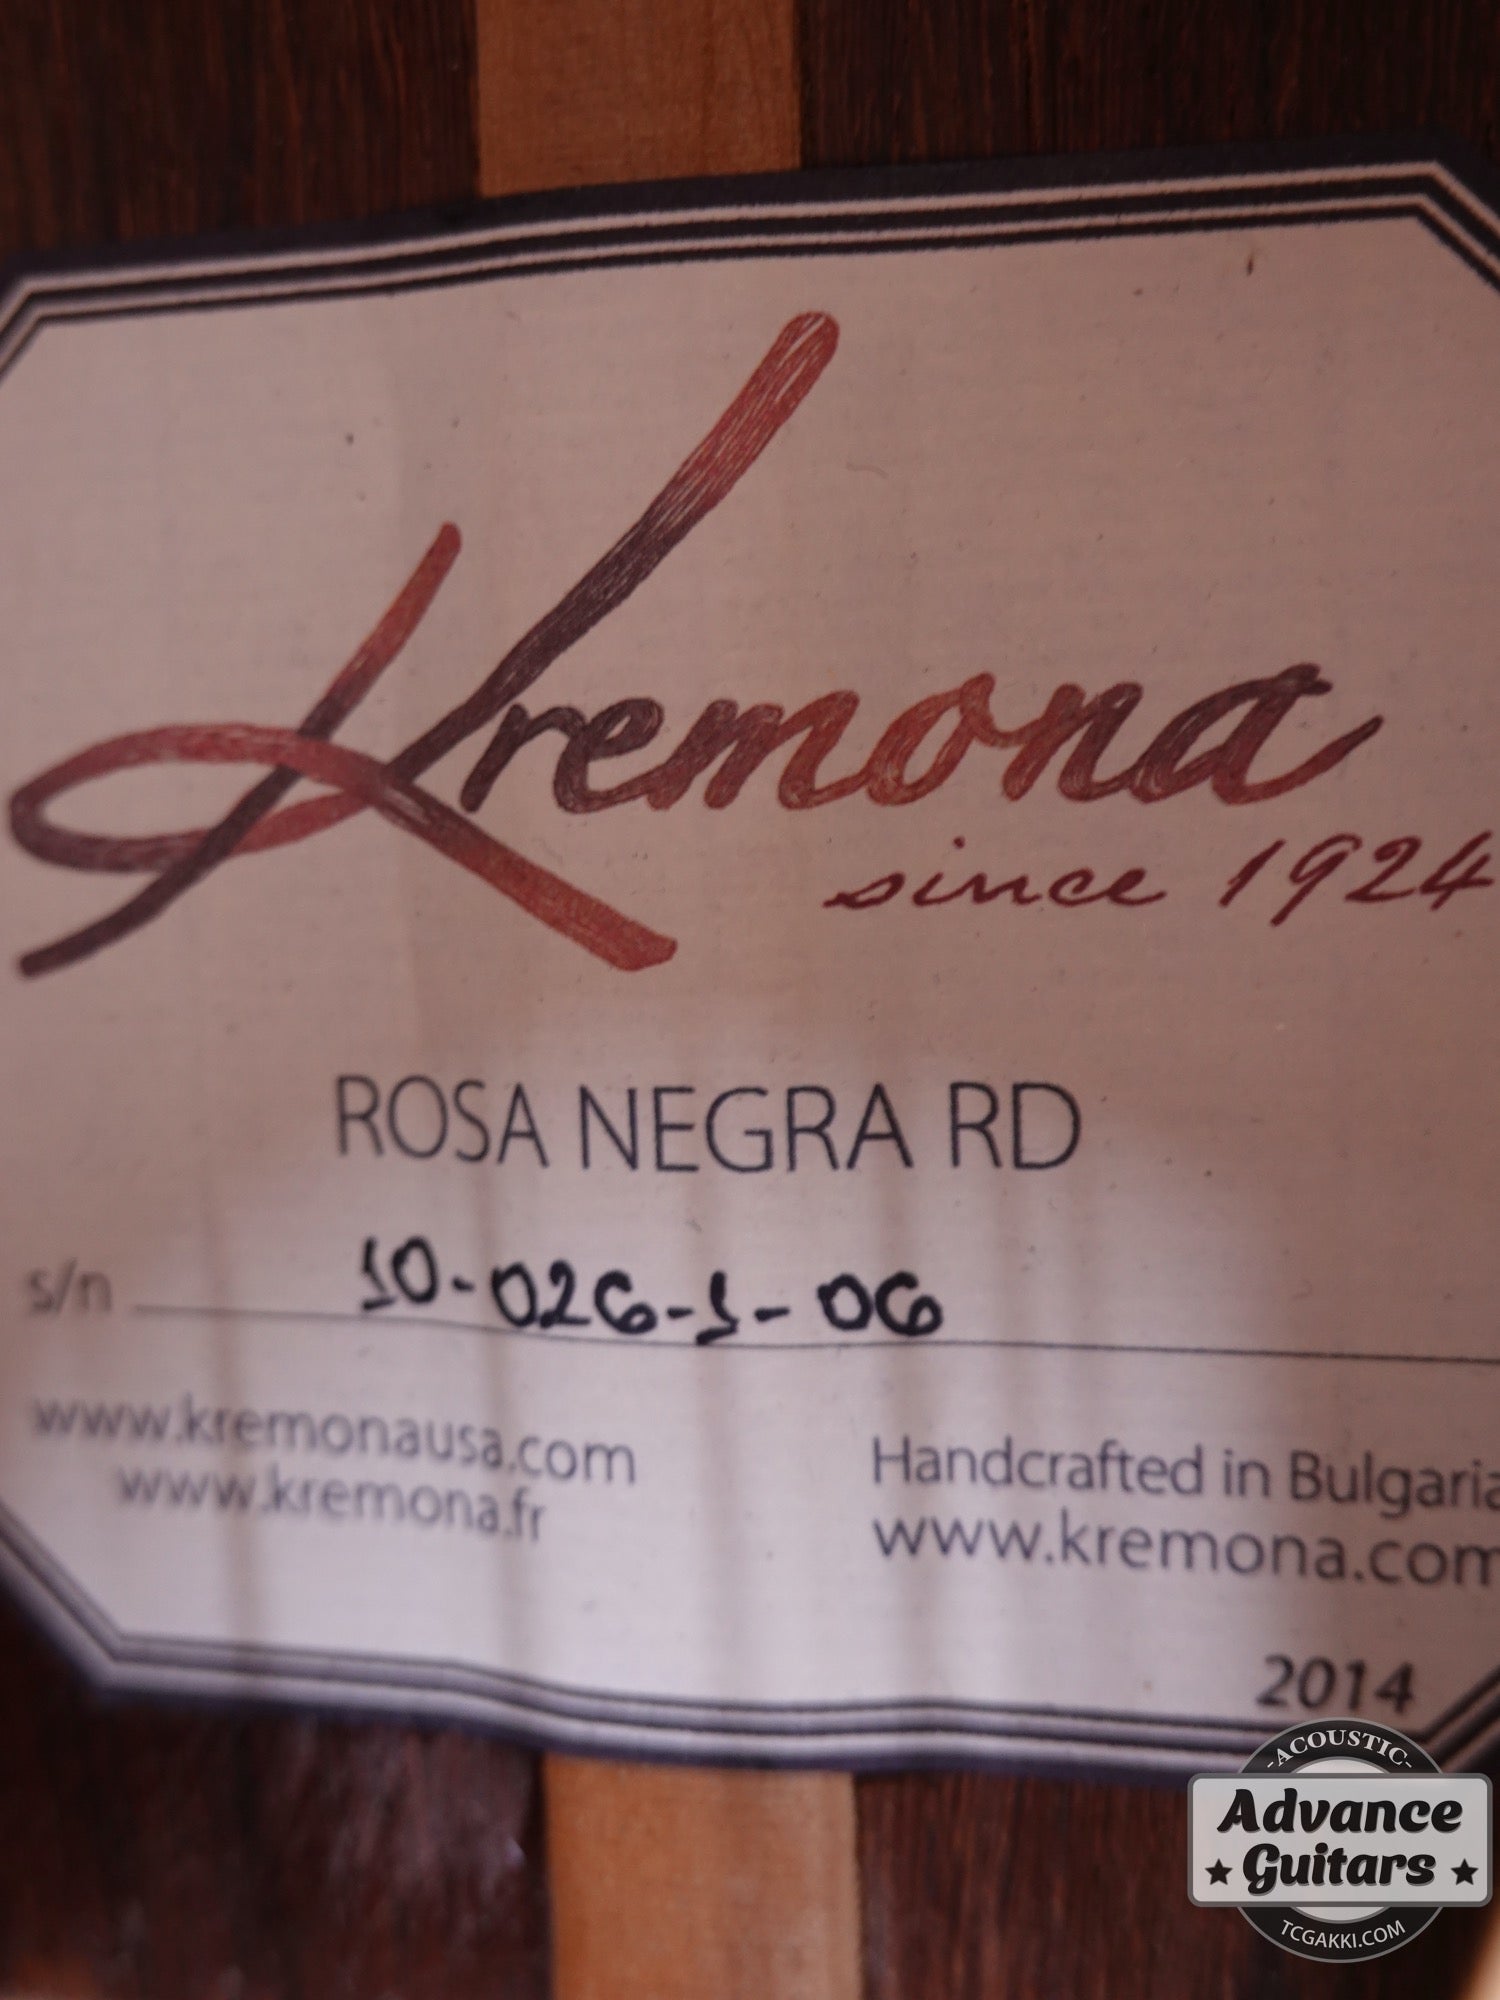 Kremona
since 1924
ROSA NEGRA RD
s/n 10-026-1-06
www.kremonausa.com
www.kremona.fr
Handcrafted in Bulgaria
www.kremona.com
2014
-ACOUSTIC-
Advance
Guitars
TCGAKKI.COM